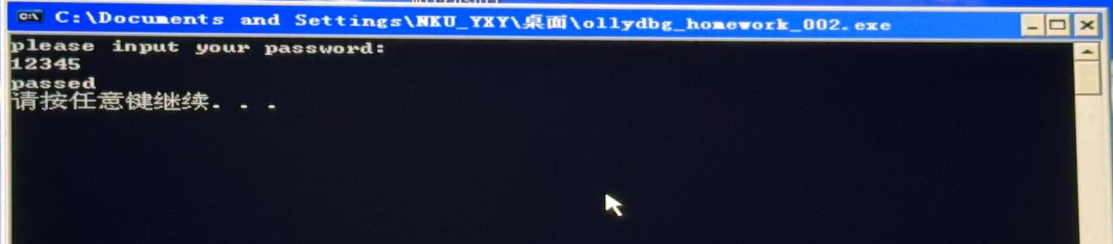 C:\Documents and Settings\NKU_YXY\桌面\ollydbg_homework_002.exe
please input your password:
12345
passed
请按任意键继续. . .